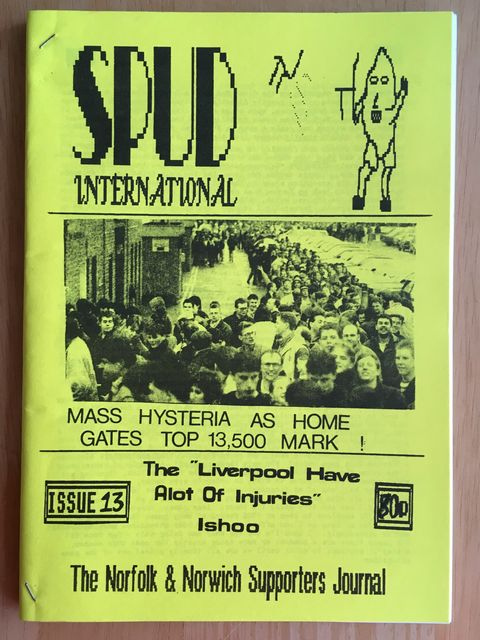 SPUD
INTERNATIONAL
MASS HYSTERIA AS HOME
GATES TOP 13,500 MARK !
The "Liverpool Have
Alot Of Injuries"
Ishoo
ISSUE 13
80p
The Norfolk & Norwich Supporters Journal